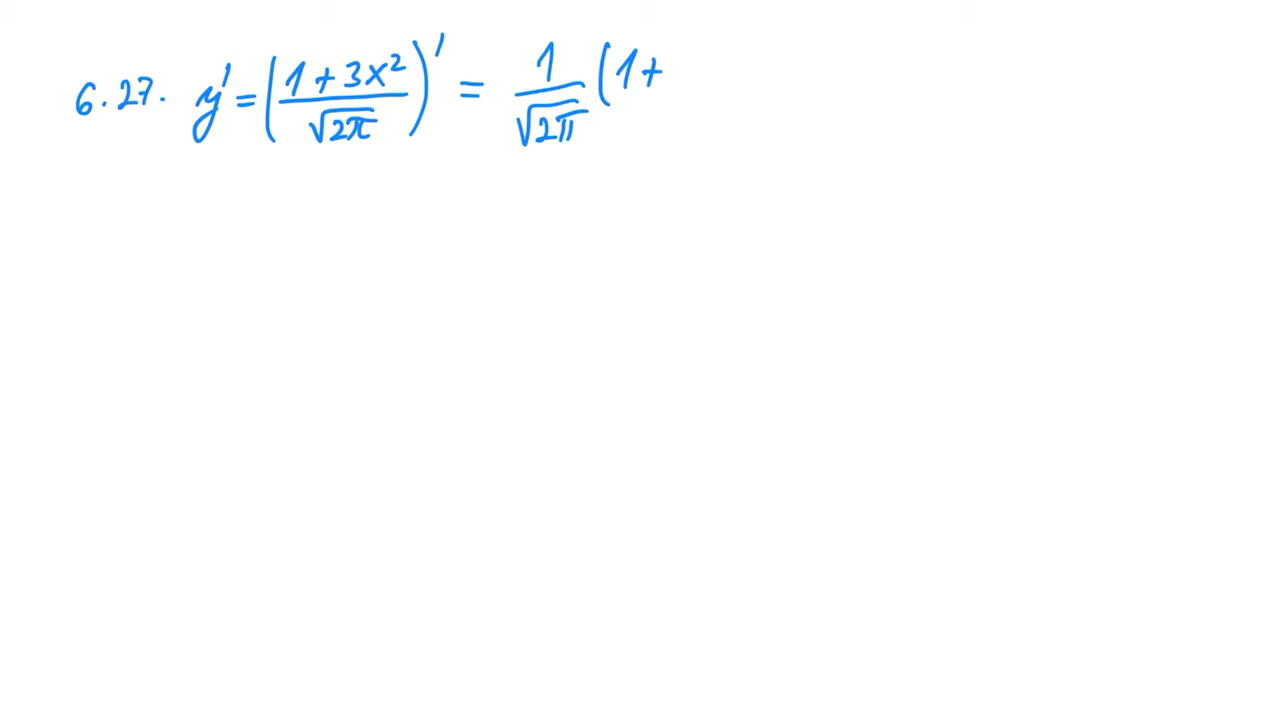 6.27. y' = ((1+3x²)/√2π)' = 1/√2π (1+